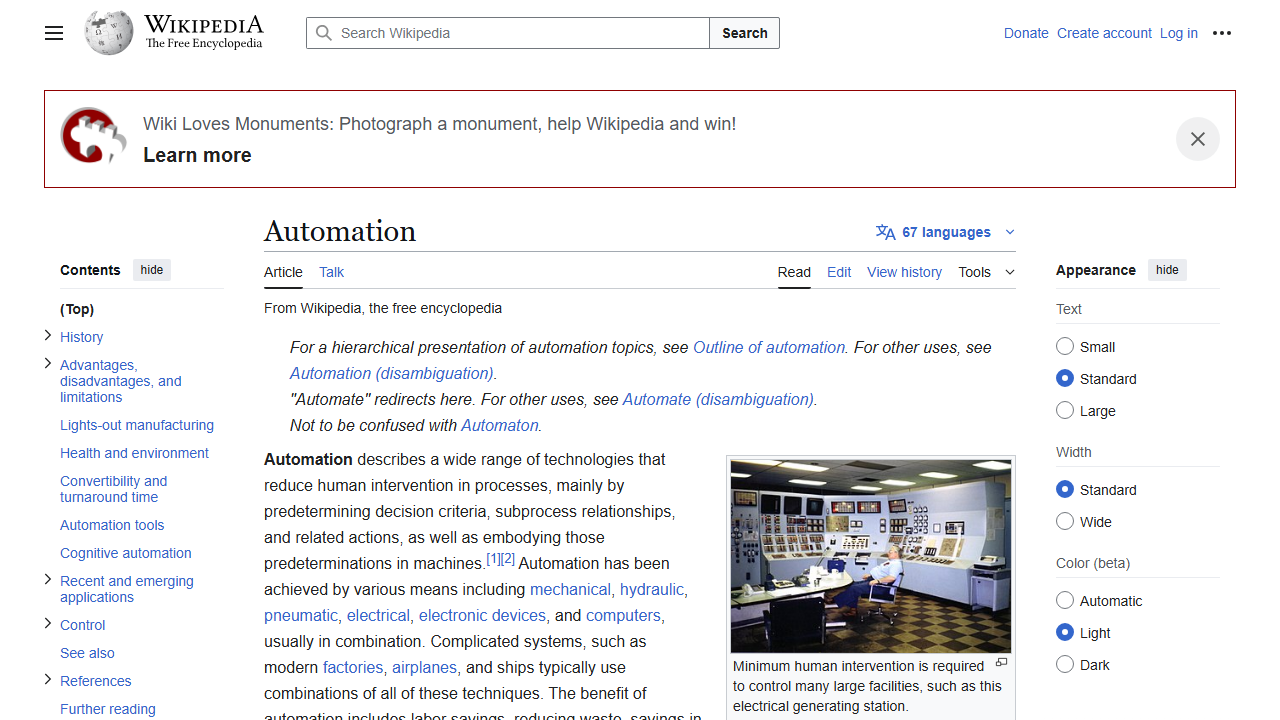 WIKIPEDIA
The Free Encyclopedia
Search Wikipedia
Search
Donate Create account Log in
Wiki Loves Monuments: Photograph a monument, help Wikipedia and win!
Learn more
Automation
67 languages
Contents hide
Article Talk Read Edit View history Tools
Appearance hide
From Wikipedia, the free encyclopedia
(Top)
History
Advantages,
disadvantages, and
limitations
Lights-out manufacturing
Health and environment
Convertibility and
turnaround time
Automation tools
Cognitive automation
Recent and emerging
applications
Control
See also
References
Further reading
For a hierarchical presentation of automation topics, see Outline of automation. For other uses, see
Automation (disambiguation).
"Automate" redirects here. For other uses, see Automate (disambiguation).
Not to be confused with Automaton.
Automation describes a wide range of technologies that
reduce human intervention in processes, mainly by
predetermining decision criteria, subprocess relationships,
and related actions, as well as embodying those
predeterminations in machines.[1][2] Automation has been
achieved by various means including mechanical, hydraulic,
pneumatic, electrical, electronic devices, and computers,
usually in combination. Complicated systems, such as
modern factories, airplanes, and ships typically use
combinations of all of these techniques. The benefit of
automation includes labor savings, reducing waste, savings in
Minimum human intervention is required
to control many large facilities, such as this
electrical generating station.
Text
Small
Standard
Large
Width
Standard
Wide
Color (beta)
Automatic
Light
Dark